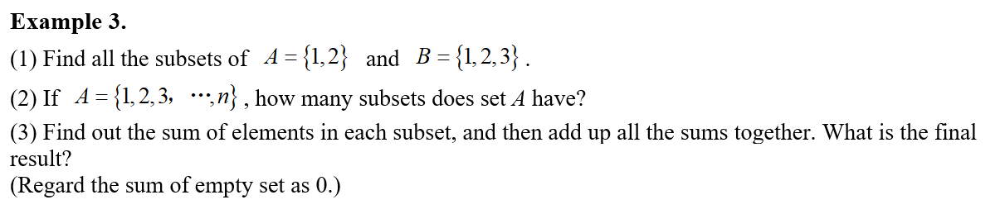 Example 3.
(1) Find all the subsets of A = {1, 2} and B = {1, 2, 3} .
(2) If A = {1, 2, 3, ⋯, n} , how many subsets does set A have?
(3) Find out the sum of elements in each subset, and then add up all the sums together. What is the final
result?
(Regard the sum of empty set as 0.)